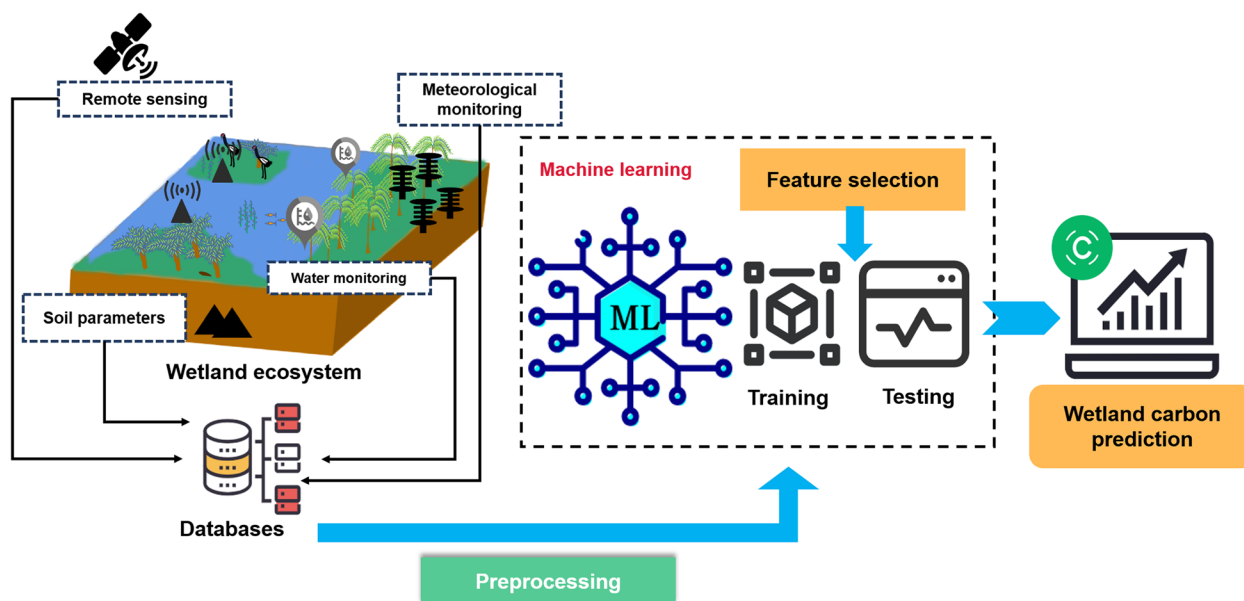 Remote sensing
Meteorological
monitoring
Machine learning
Feature selection
C
Water monitoring
Soil parameters
ML
Wetland ecosystem
Training
Testing
Wetland carbon
prediction
Databases
Preprocessing